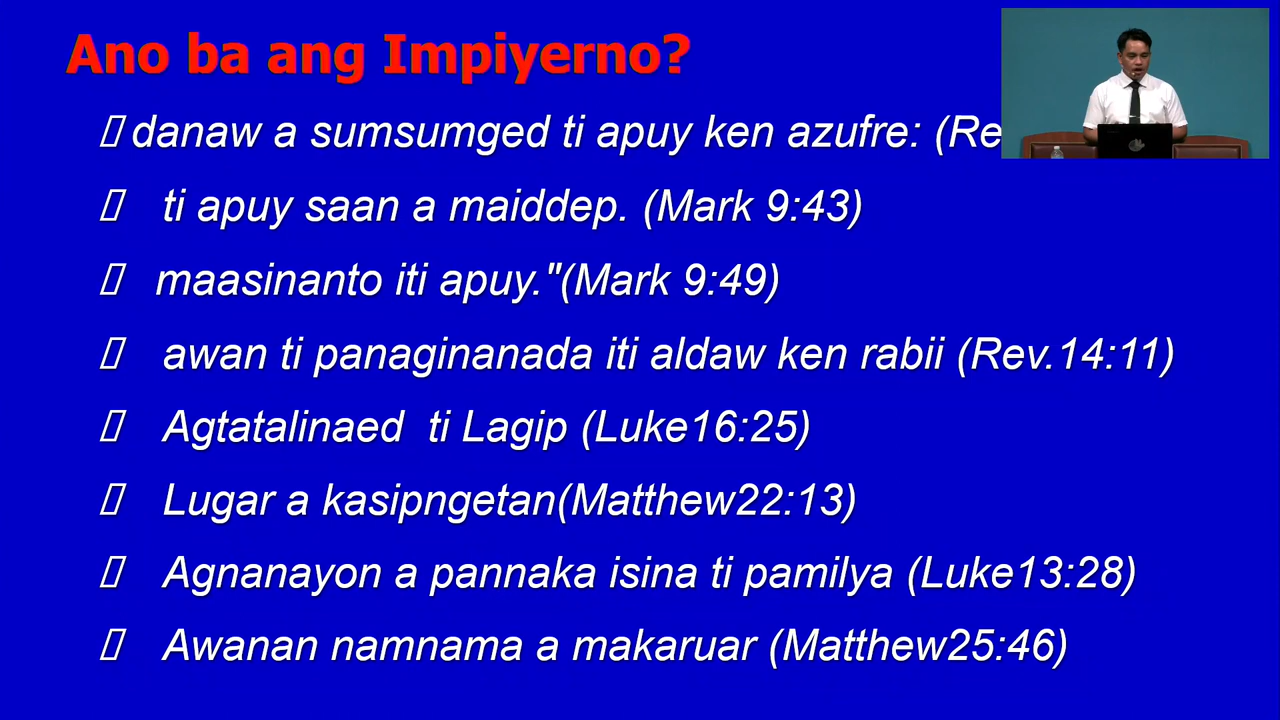 Ano ba ang Impiyerno?
danaw a sumsumged ti apuy ken azufre: (Re
ti apuy saan a maiddep. (Mark 9:43)
maasinanto iti apuy."(Mark 9:49)
awan ti panaginanada iti aldaw ken rabii (Rev.14:11)
Agtatalinaed ti Lagip (Luke16:25)
Lugar a kasipngetan(Matthew22:13)
Agnanayon a pannaka isina ti pamilya (Luke13:28)
Awanan namnama a makaruar (Matthew25:46)